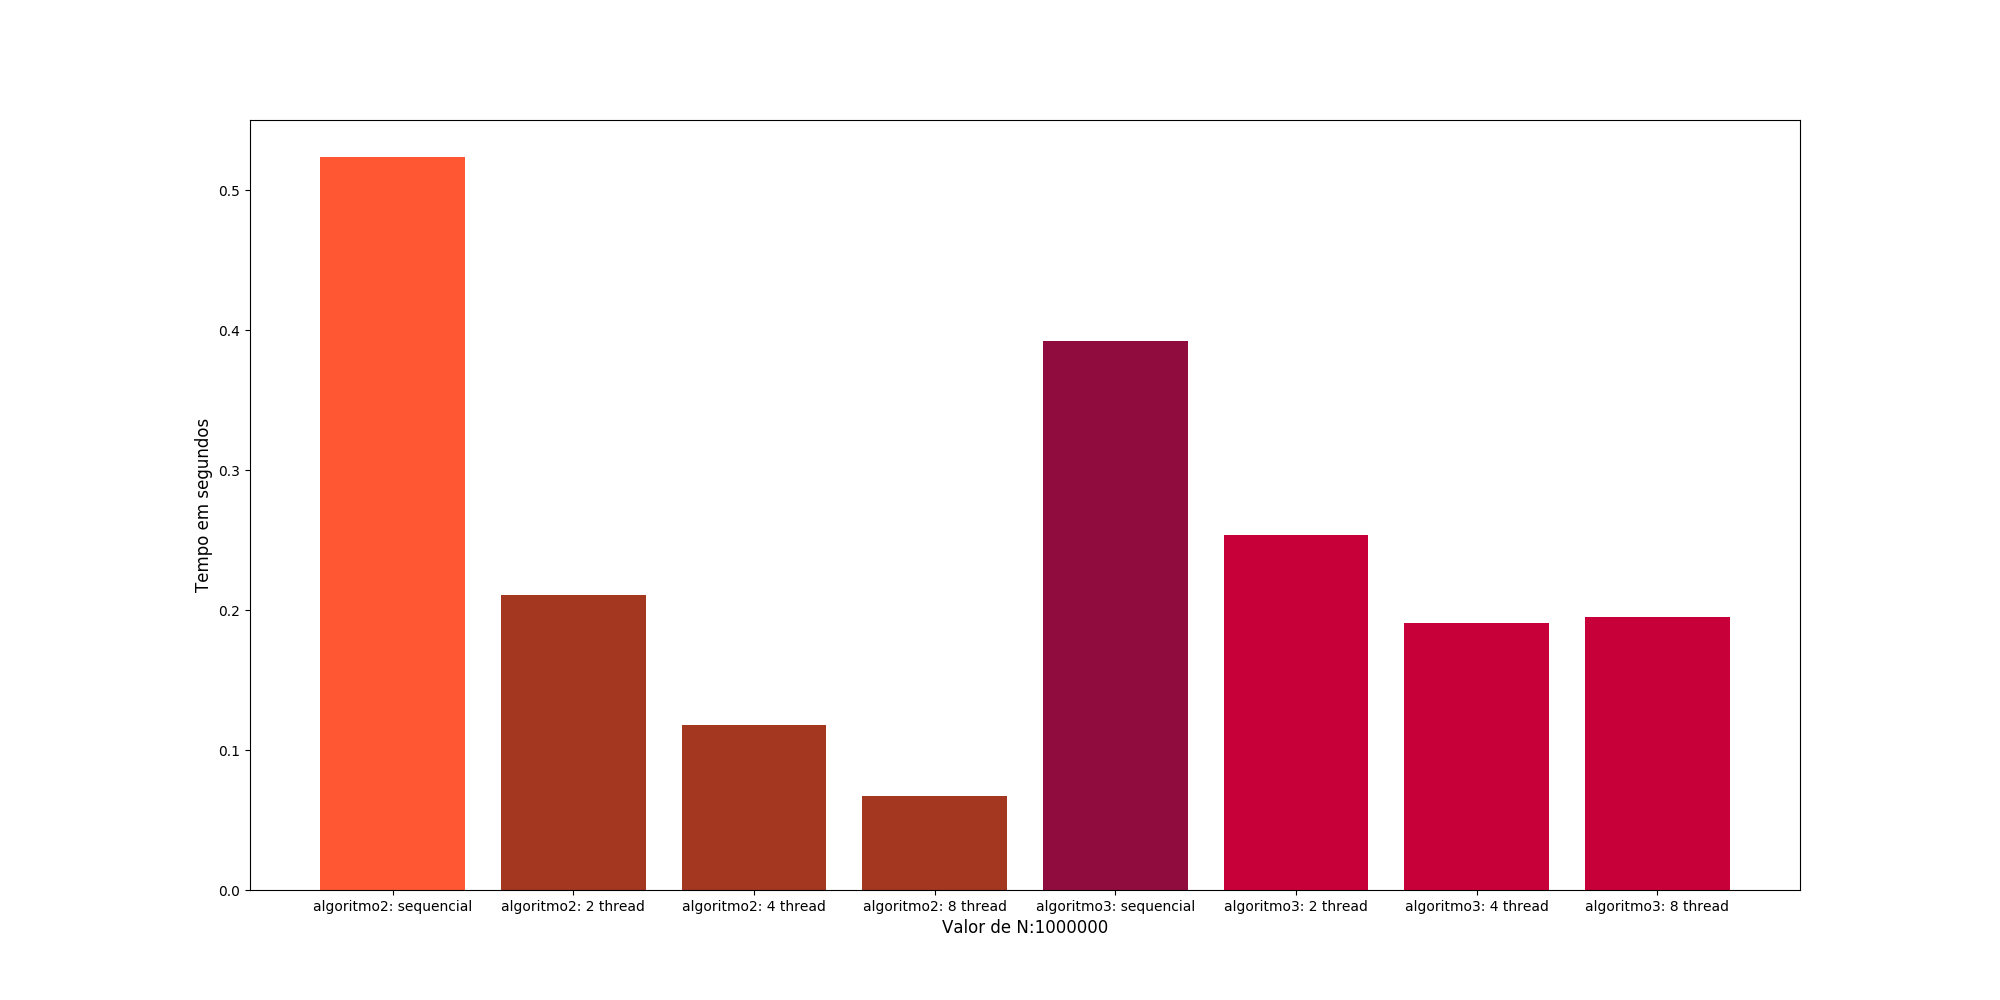 Tempo em segundos
0.5
0.4
0.3
0.2
0.1
0.0
algoritmo2: sequencial
algoritmo2: 2 thread
algoritmo2: 4 thread
algoritmo2: 8 thread
algoritmo3: sequencial
algoritmo3: 2 thread
algoritmo3: 4 thread
algoritmo3: 8 thread
Valor de N:1000000